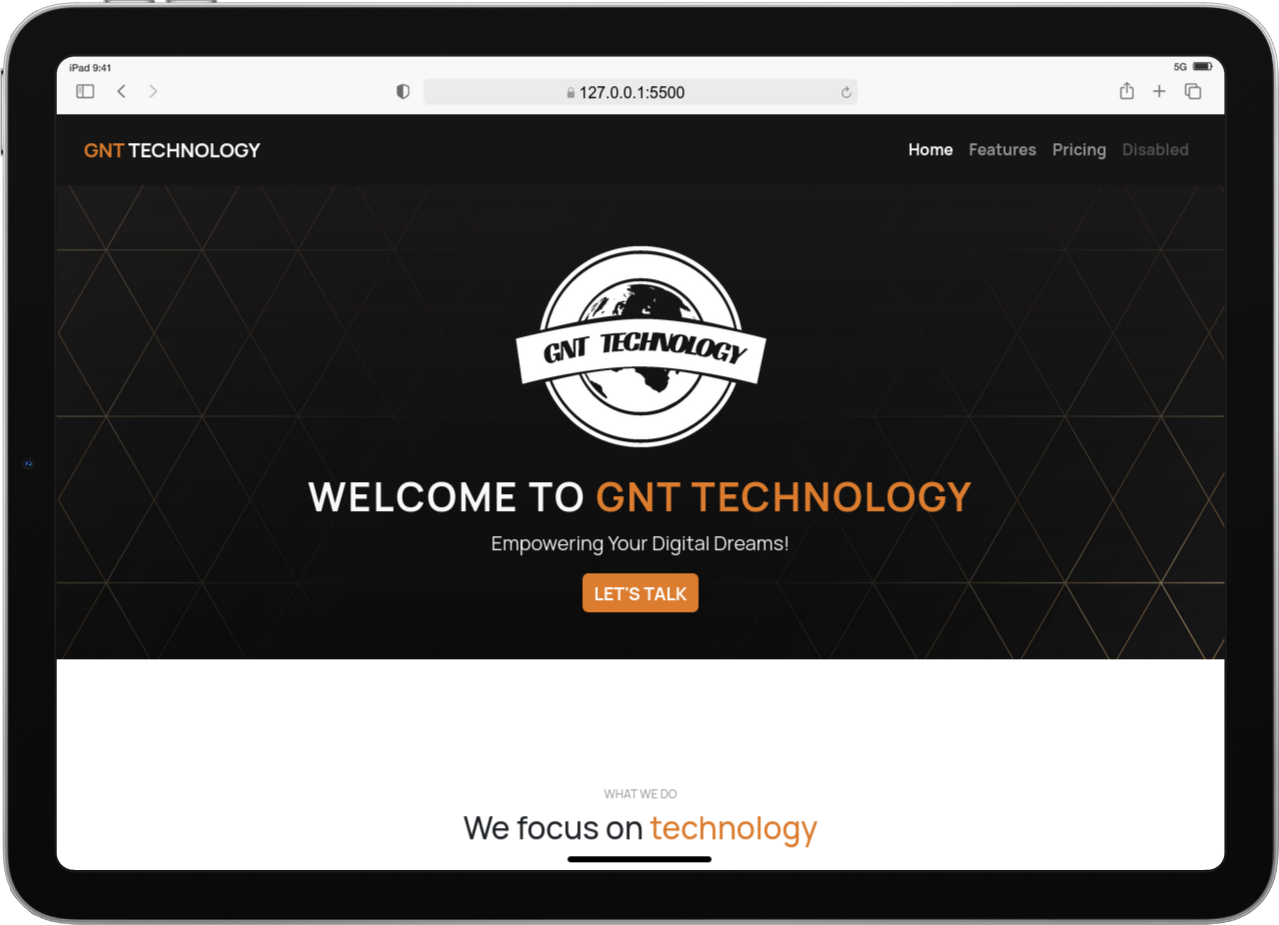 iPad 9:41
5G
127.0.0.1:5500
GNT TECHNOLOGY
Home Features Pricing Disabled
GNT TECHNOLOGY
WELCOME TO GNT TECHNOLOGY
Empowering Your Digital Dreams!
LET'S TALK
WHAT WE DO
We focus on technology